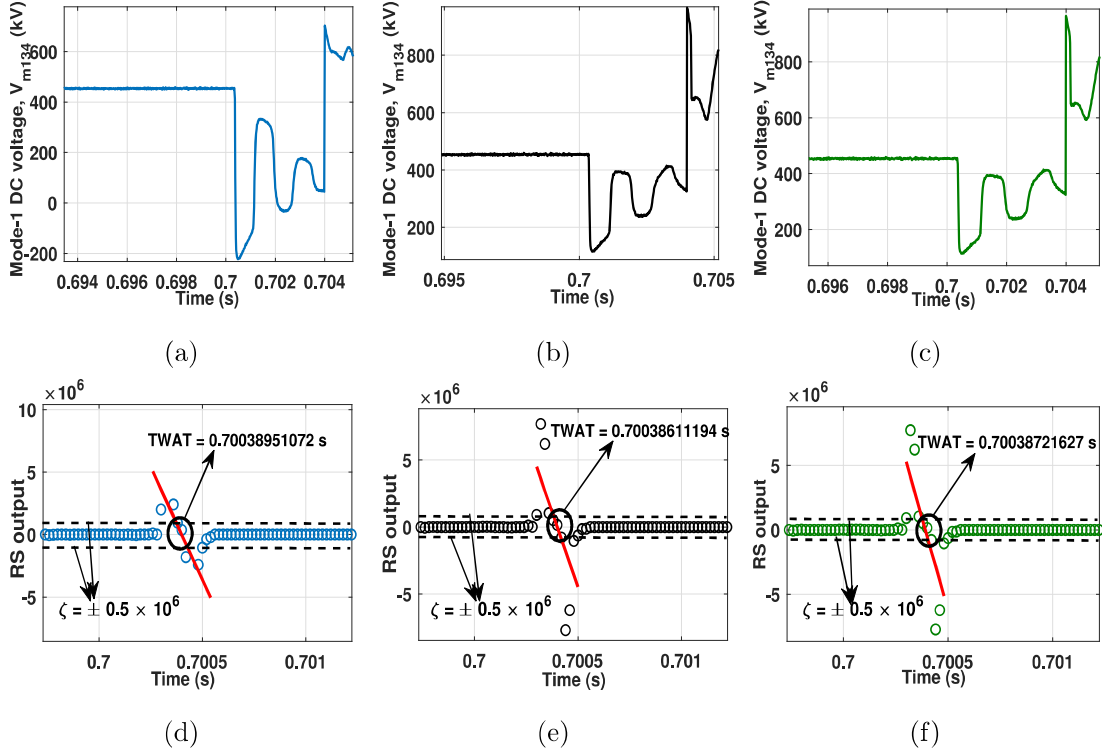 Mode-1 DC voltage, V_m134 (kV)
600
400
200
0
-200
0.694 0.696 0.698 0.7 0.702 0.704
Time (s)
(a)
Mode-1 DC voltage, V_m134 (kV)
800
600
400
200
0.695 0.7 0.705
Time (s)
(b)
Mode-1 DC voltage, V_m134 (kV)
800
600
400
200
0.696 0.698 0.7 0.702 0.704
Time (s)
(c)
×10^6
RS output
10
5
0
-5
TWAT = 0.70038951072 s
ζ = ± 0.5 × 10^6
0.7 0.7005 0.701
Time (s)
(d)
×10^6
RS output
5
0
-5
TWAT = 0.70038611194 s
ζ = ± 0.5 × 10^6
0.7 0.7005 0.701
Time (s)
(e)
×10^6
RS output
5
0
-5
TWAT = 0.70038721627 s
ζ = ± 0.5 × 10^6
0.7 0.7005 0.701
Time (s)
(f)